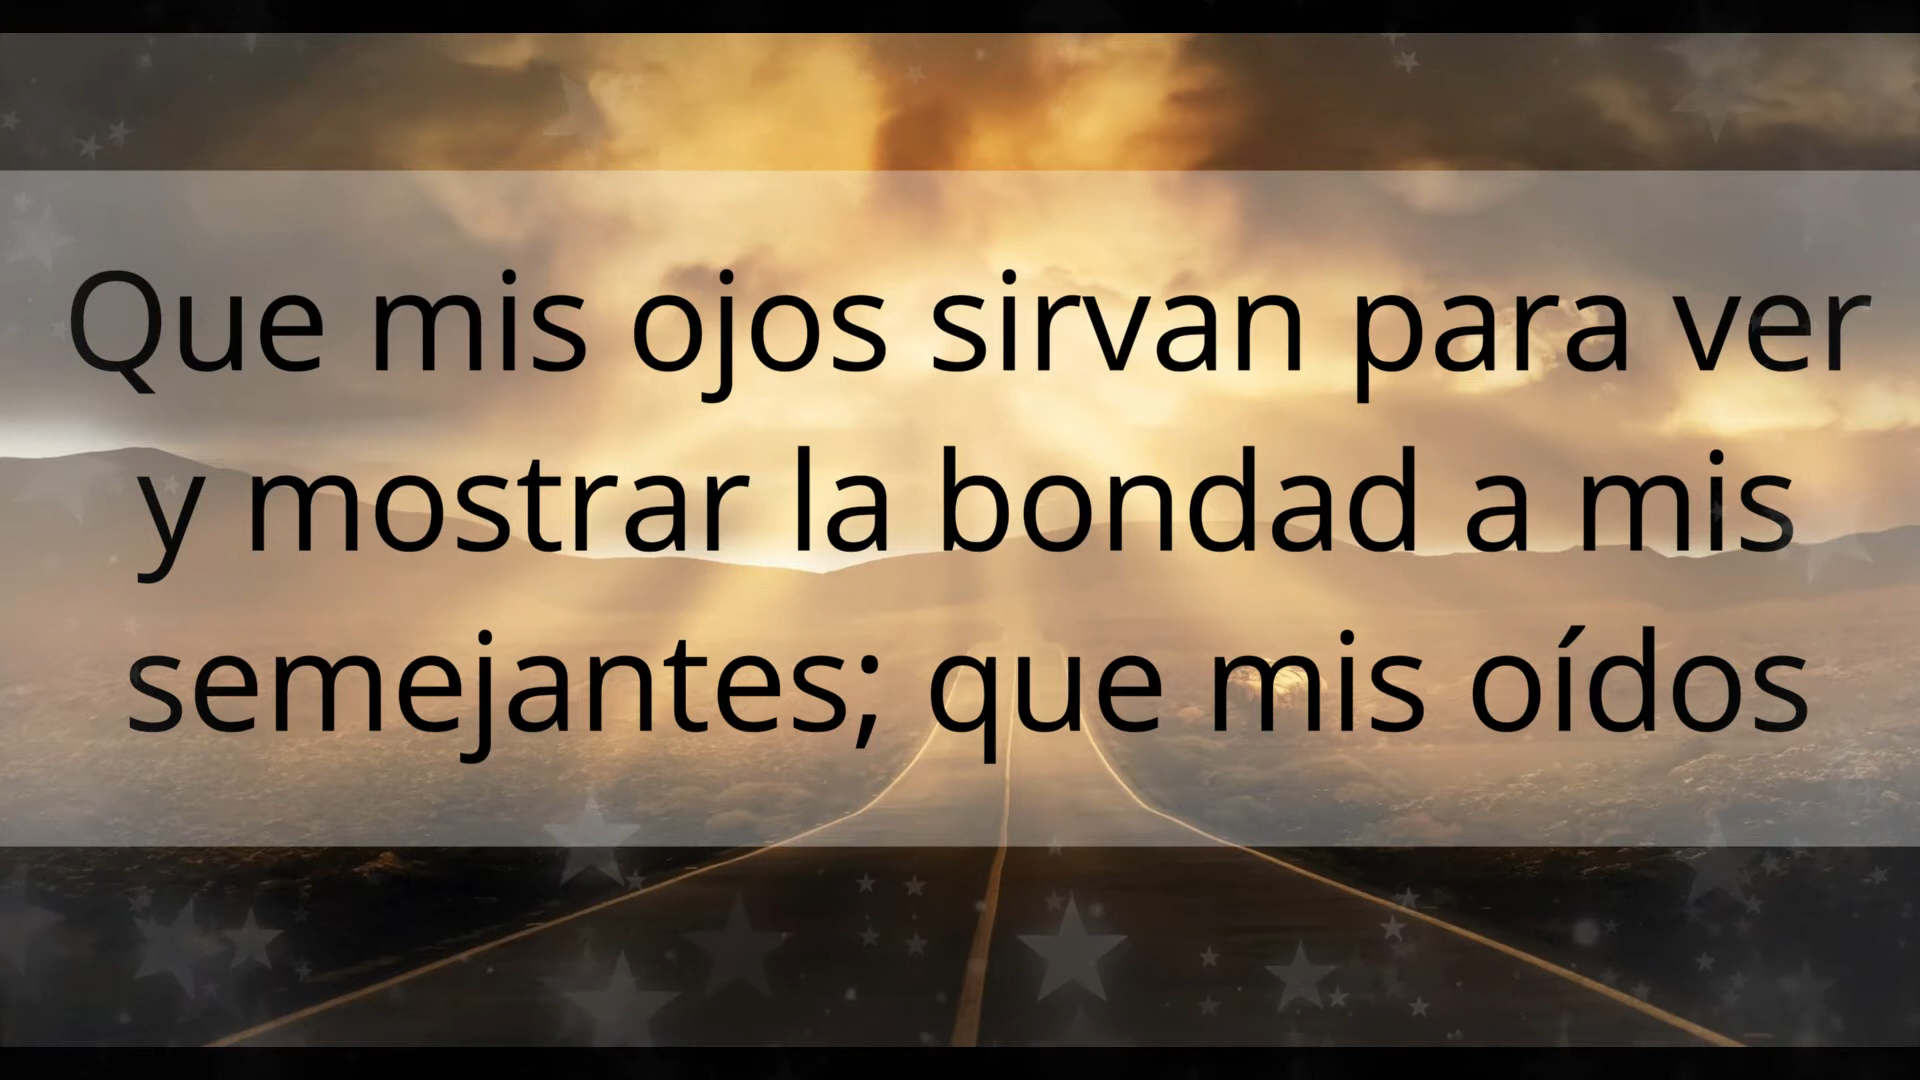 Que mis ojos sirvan para ver
y mostrar la bondad a mis
semejantes; que mis oídos